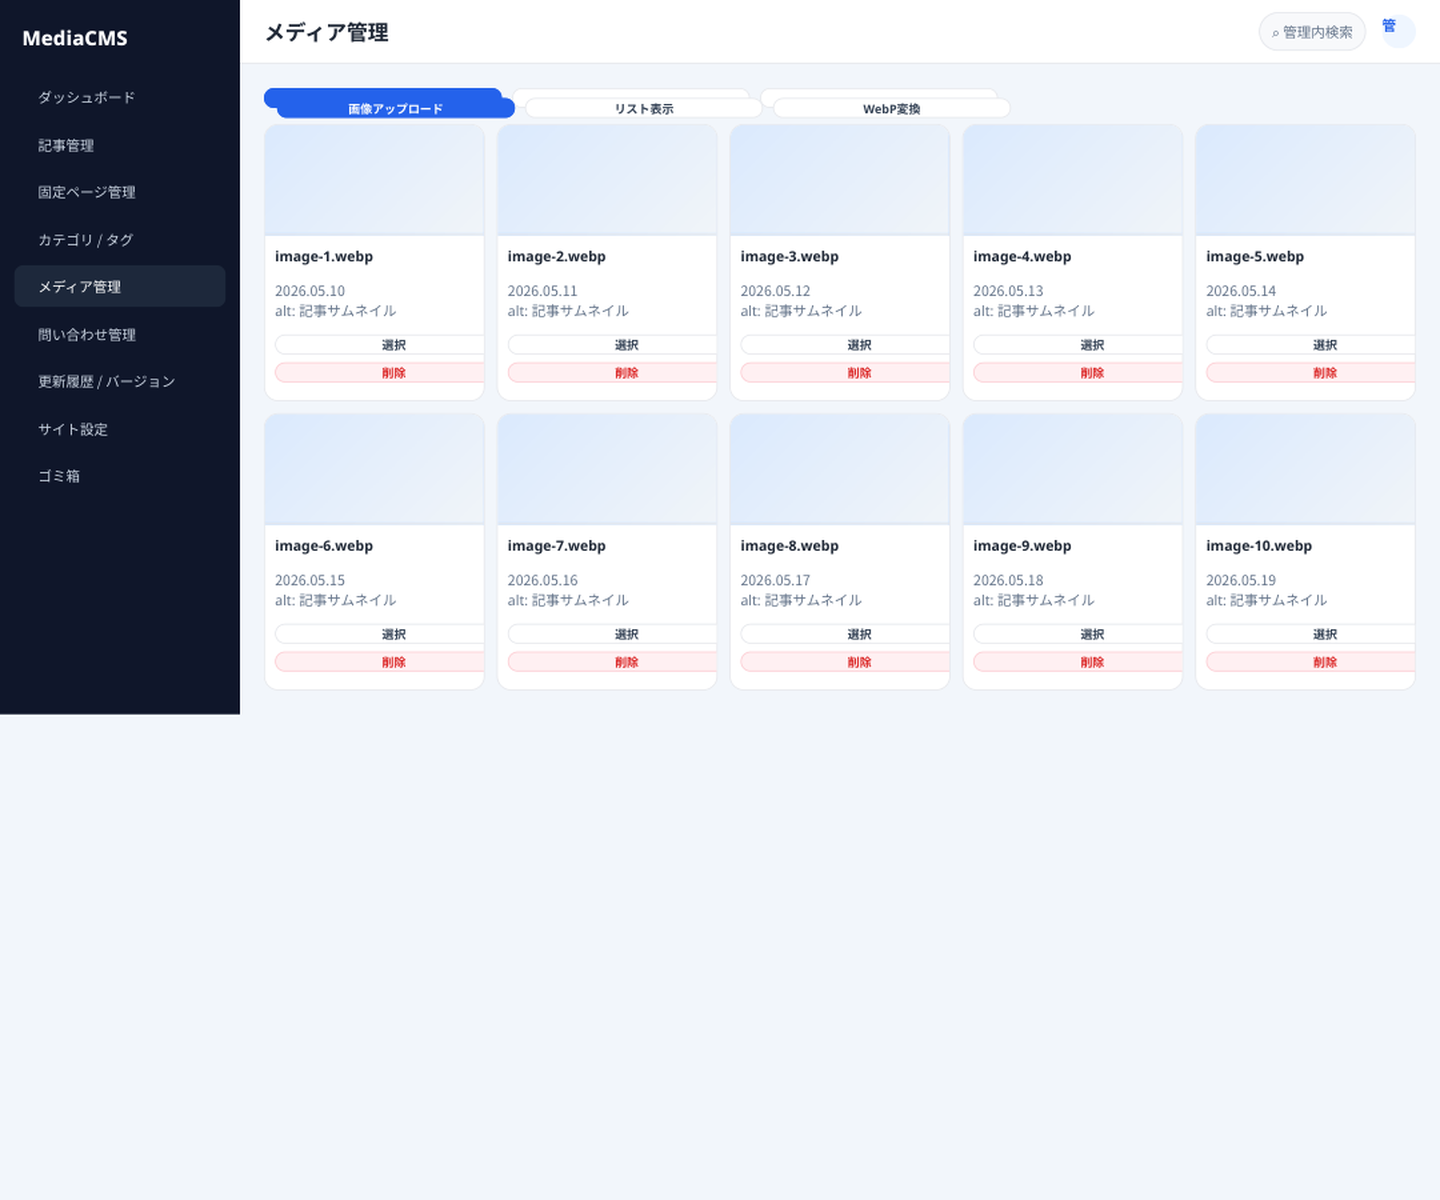 MediaCMS
ダッシュボード
記事管理
固定ページ管理
カテゴリ / タグ
メディア管理
問い合わせ管理
更新履歴 / バージョン
サイト設定
ゴミ箱
メディア管理
管理内検索
管
画像アップロード
リスト表示
WebP変換
image-1.webp
2026.05.10
alt: 記事サムネイル
選択
削除
image-2.webp
2026.05.11
alt: 記事サムネイル
選択
削除
image-3.webp
2026.05.12
alt: 記事サムネイル
選択
削除
image-4.webp
2026.05.13
alt: 記事サムネイル
選択
削除
image-5.webp
2026.05.14
alt: 記事サムネイル
選択
削除
image-6.webp
2026.05.15
alt: 記事サムネイル
選択
削除
image-7.webp
2026.05.16
alt: 記事サムネイル
選択
削除
image-8.webp
2026.05.17
alt: 記事サムネイル
選択
削除
image-9.webp
2026.05.18
alt: 記事サムネイル
選択
削除
image-10.webp
2026.05.19
alt: 記事サムネイル
選択
削除